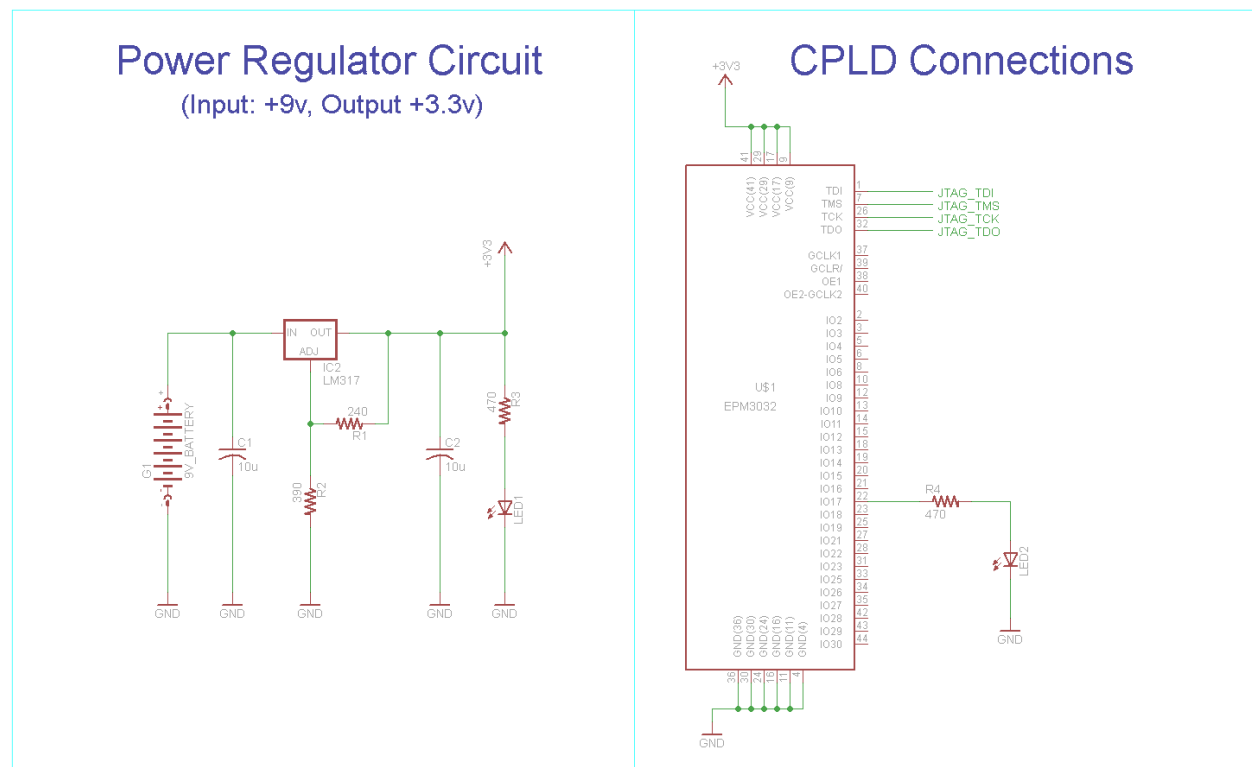 Power Regulator Circuit
(Input: +9v, Output +3.3v)
+3V3
IN OUT
ADJ
IC2
LM317
240
R1
390
R2
G1
9V_BATTERY
C1
10u
C2
10u
470
R3
LED1
GND
GND
GND
GND
GND
CPLD Connections
+3V3
41
29
17
9
VCC(41)
VCC(29)
VCC(17)
VCC(9)
TDI 1 JTAG_TDI
TMS 7 JTAG_TMS
TCK 26 JTAG_TCK
TDO 32 JTAG_TDO
GCLK1 37
GCLR/ 39
OE1 38
OE2-GCLK2 40
IO2 2
IO3 3
IO4 5
IO5 6
IO6 8
IO8 10
IO9 12
IO10 13
IO11 14
IO12 15
IO13 18
IO14 19
IO15 20
IO16 21
IO17 22
IO18 23
IO19 25
IO21 27
IO22 28
IO23 31
IO25 33
IO26 34
IO27 35
IO28 42
IO29 43
IO30 44
U$1
EPM3032
R4
470
LED2
GND
GND(36)
GND(30)
GND(24)
GND(16)
GND(11)
GND(4)
36
30
24
16
11
4
GND